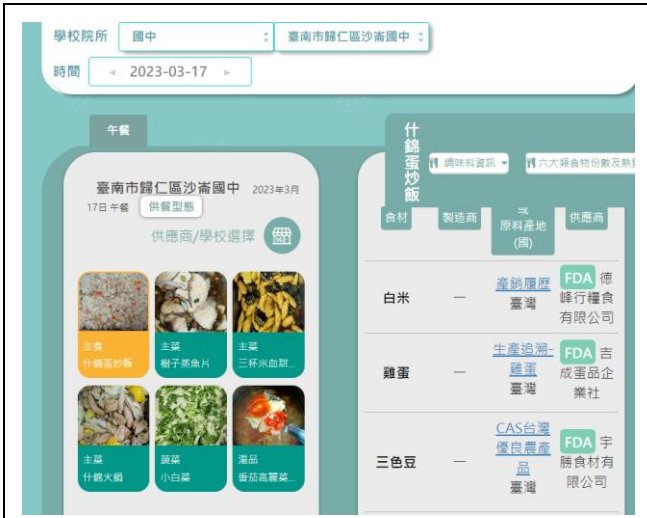 學校院所
國中
臺南市歸仁區沙崙國中
時間
2023-03-17
午餐
臺南市歸仁區沙崙國中 2023年3月
17日 午餐 供餐型態
供應商/學校選擇
主食
什錦蛋炒飯
主菜
樹子蒸魚片
主菜
三杯米血甜...
主菜
什錦火鍋
蔬菜
小白菜
湯品
番茄高麗菜...
什錦蛋炒飯
調味料資訊
六大類食物份數及熱
食材
製造商
或
原料產地
(國)
供應商
白米
—
產銷履歷
臺灣
FDA 德
峰行糧食
有限公司
雞蛋
—
生產追溯-
雞蛋
臺灣
FDA 吉
成蛋品企
業社
三色豆
—
CAS台灣
優良農產
品
臺灣
FDA 宇
勝食材有
限公司